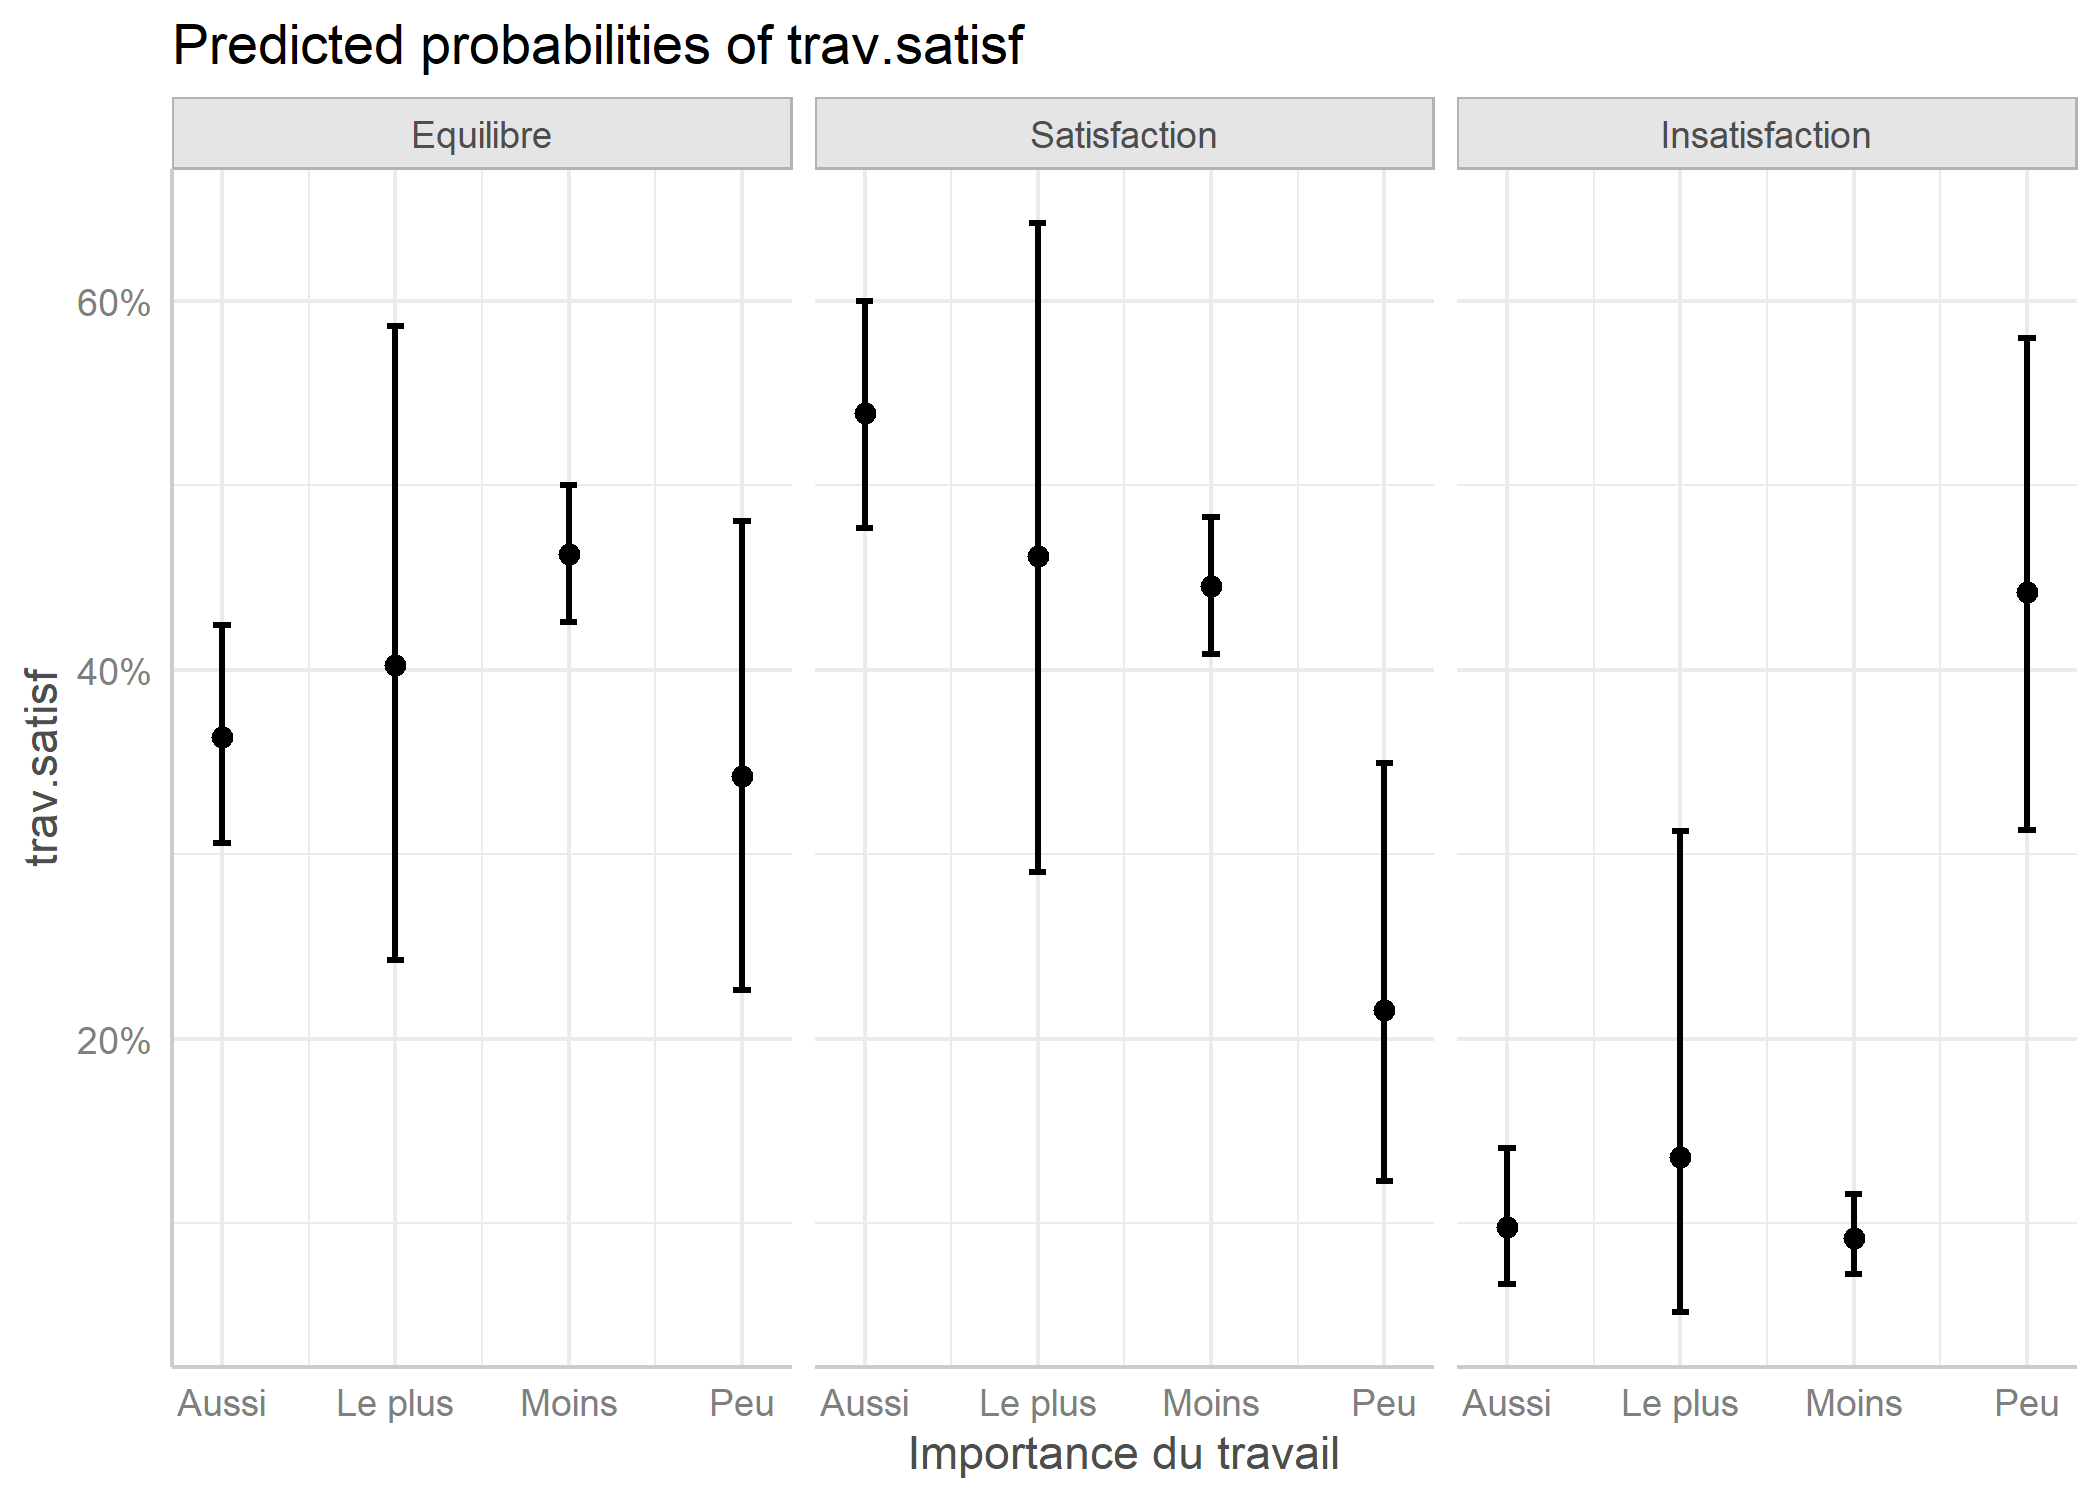 Predicted probabilities of trav.satisf
Equilibre Satisfaction Insatisfaction
60%
40%
20%
trav.satisf
Aussi Le plus Moins Peu Aussi Le plus Moins Peu Aussi Le plus Moins Peu
Importance du travail